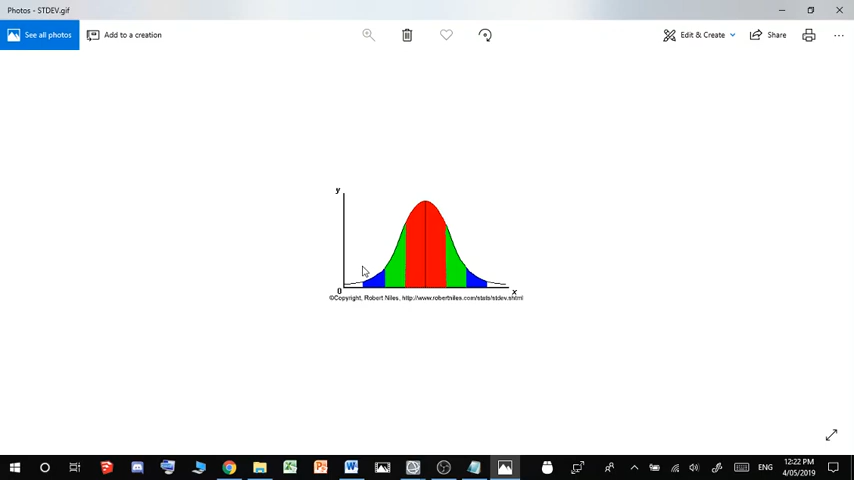 Photos - STDEV.gif
See all photos
Add to a creation
Edit & Create
Share
y
0
x
©Copyright, Robert Niles, http://www.robertniles.com/stats/stdev.shtml
ENG
12:22 PM
4/05/2019